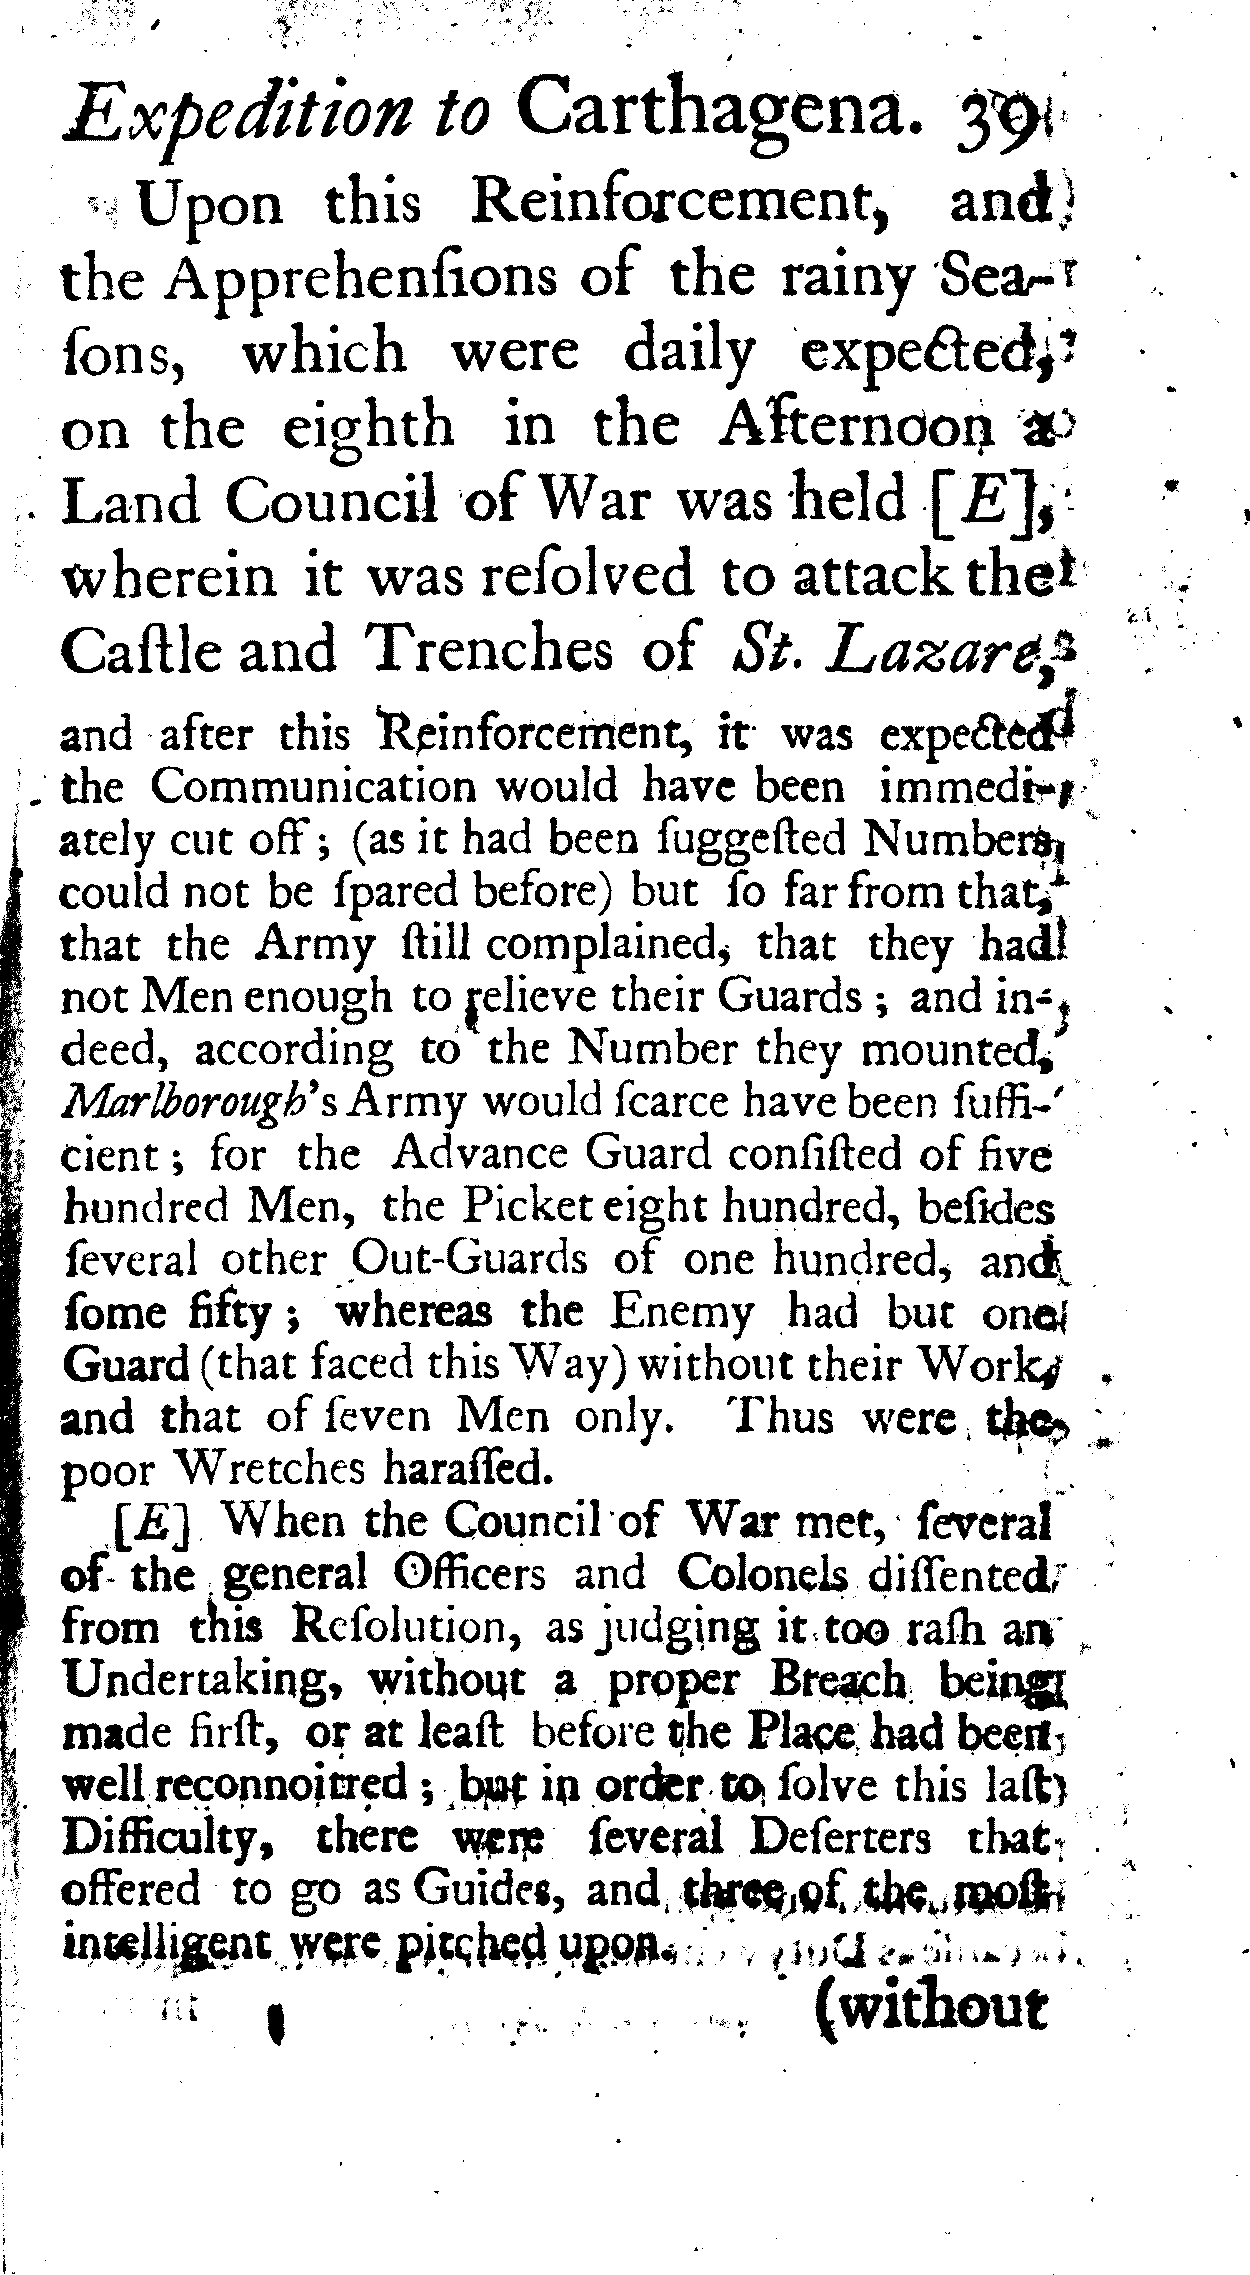 Expedition to Carthagena. 39
Upon this Reinforcement, and
the Apprehenſions of the rainy Sea-
ſons, which were daily expected,
on the eighth in the Afternoon a
Land Council of War was held [E],
wherein it was reſolved to attack the
Caſtle and Trenches of St. Lazare,
and after this Reinforcement, it was expected
the Communication would have been immedi-
ately cut off; (as it had been ſuggeſted Numbers
could not be ſpared before) but ſo far from that,
that the Army ſtill complained, that they had
not Men enough to relieve their Guards; and in-
deed, according to the Number they mounted,
Marlborough's Army would ſcarce have been ſuffi-
cient; for the Advance Guard conſiſted of five
hundred Men, the Picket eight hundred, beſides
ſeveral other Out-Guards of one hundred, and
ſome fifty; whereas the Enemy had but one
Guard (that faced this Way) without their Work,
and that of ſeven Men only. Thus were the
poor Wretches haraſſed.
[E] When the Council of War met, ſeveral
of the general Officers and Colonels diſſented
from this Reſolution, as judging it too raſh an
Undertaking, without a proper Breach being
made firſt, or at leaſt before the Place had been
well reconnoitred; but in order to ſolve this laſt
Difficulty, there were ſeveral Deſerters that
offered to go as Guides, and three of the moſt
intelligent were pitched upon.
(without